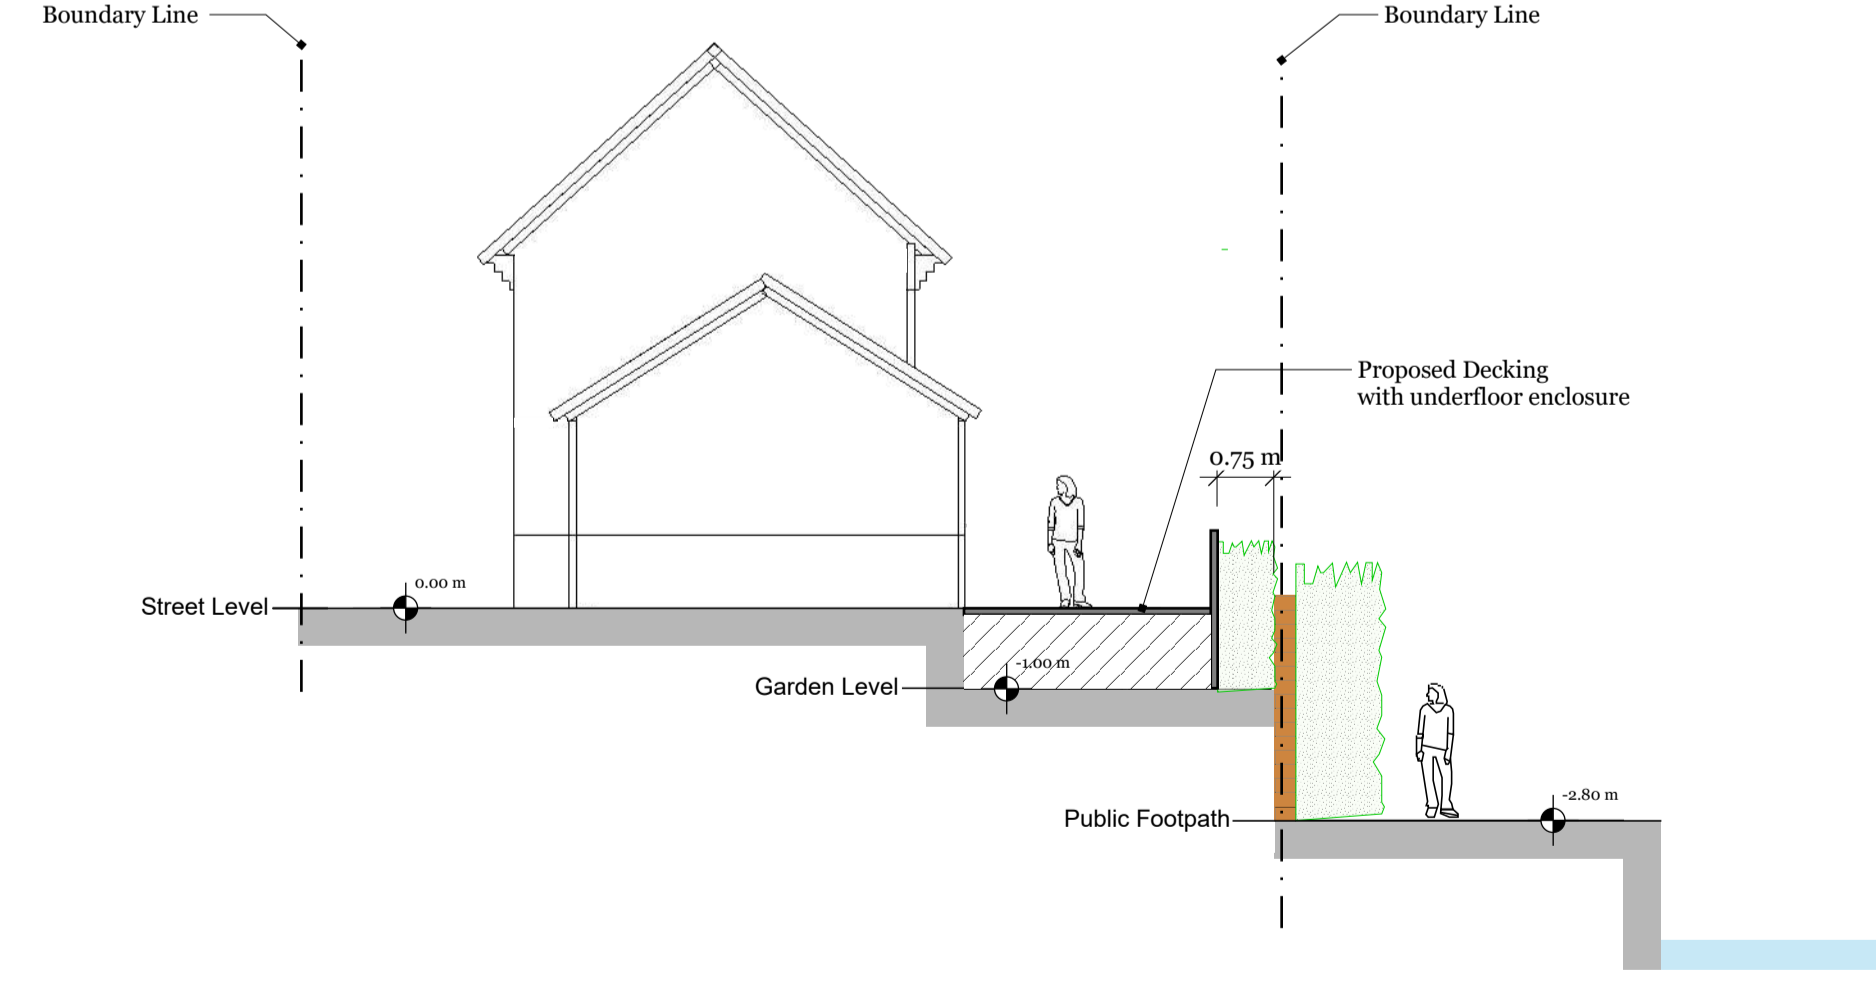 Boundary Line
Boundary Line
Proposed Decking
with underfloor enclosure
0.75 m
0.00 m
Street Level
-1.00 m
Garden Level
-2.80 m
Public Footpath